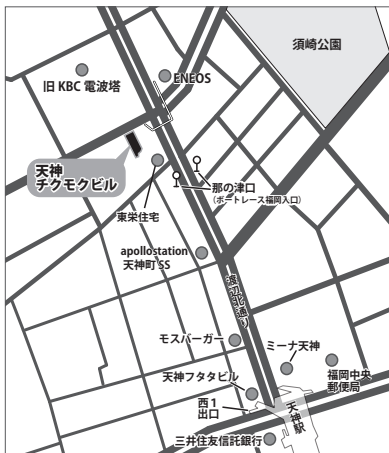 須崎公園
旧 KBC 電波塔
ENEOS
天神
チクモクビル
那の津口
(ボートレース福岡入口)
東栄住宅
apollostation
天神町 SS
渡辺北通り
モスバーガー
ミーナ天神
福岡中央
郵便局
天神フタタビル
西1
出口
天神駅
三井住友信託銀行